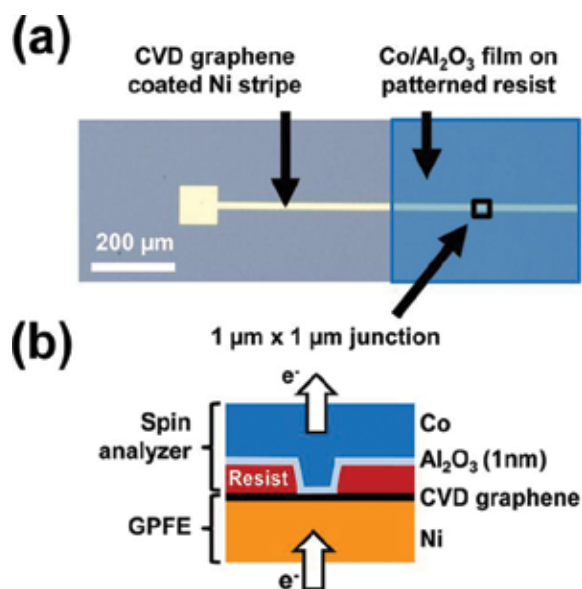 (a)
CVD graphene
coated Ni stripe
Co/Al₂O₃ film on
patterned resist
200 µm
1 µm x 1 µm junction
(b)
e⁻
Spin
analyzer
Co
Al₂O₃ (1nm)
Resist
CVD graphene
GPFE
Ni
e⁻